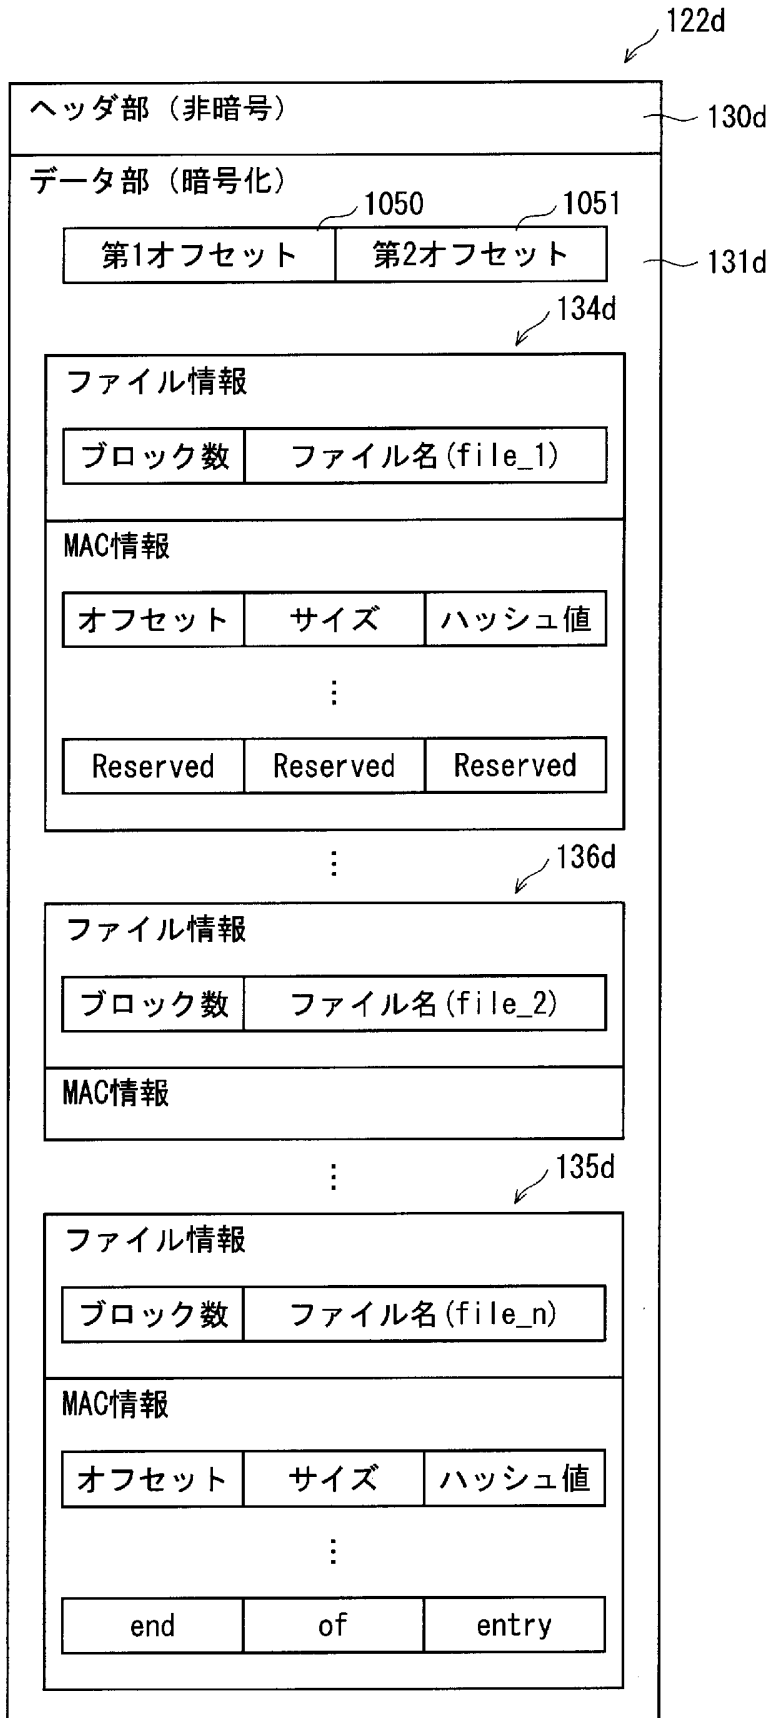 122d
ヘッダ部（非暗号）
130d
データ部（暗号化）
1050
1051
第1オフセット 第2オフセット
131d
134d
ファイル情報
ブロック数 ファイル名(file_1)
MAC情報
オフセット サイズ ハッシュ値
⋮
Reserved Reserved Reserved
⋮
136d
ファイル情報
ブロック数 ファイル名(file_2)
MAC情報
⋮
135d
ファイル情報
ブロック数 ファイル名(file_n)
MAC情報
オフセット サイズ ハッシュ値
⋮
end of entry